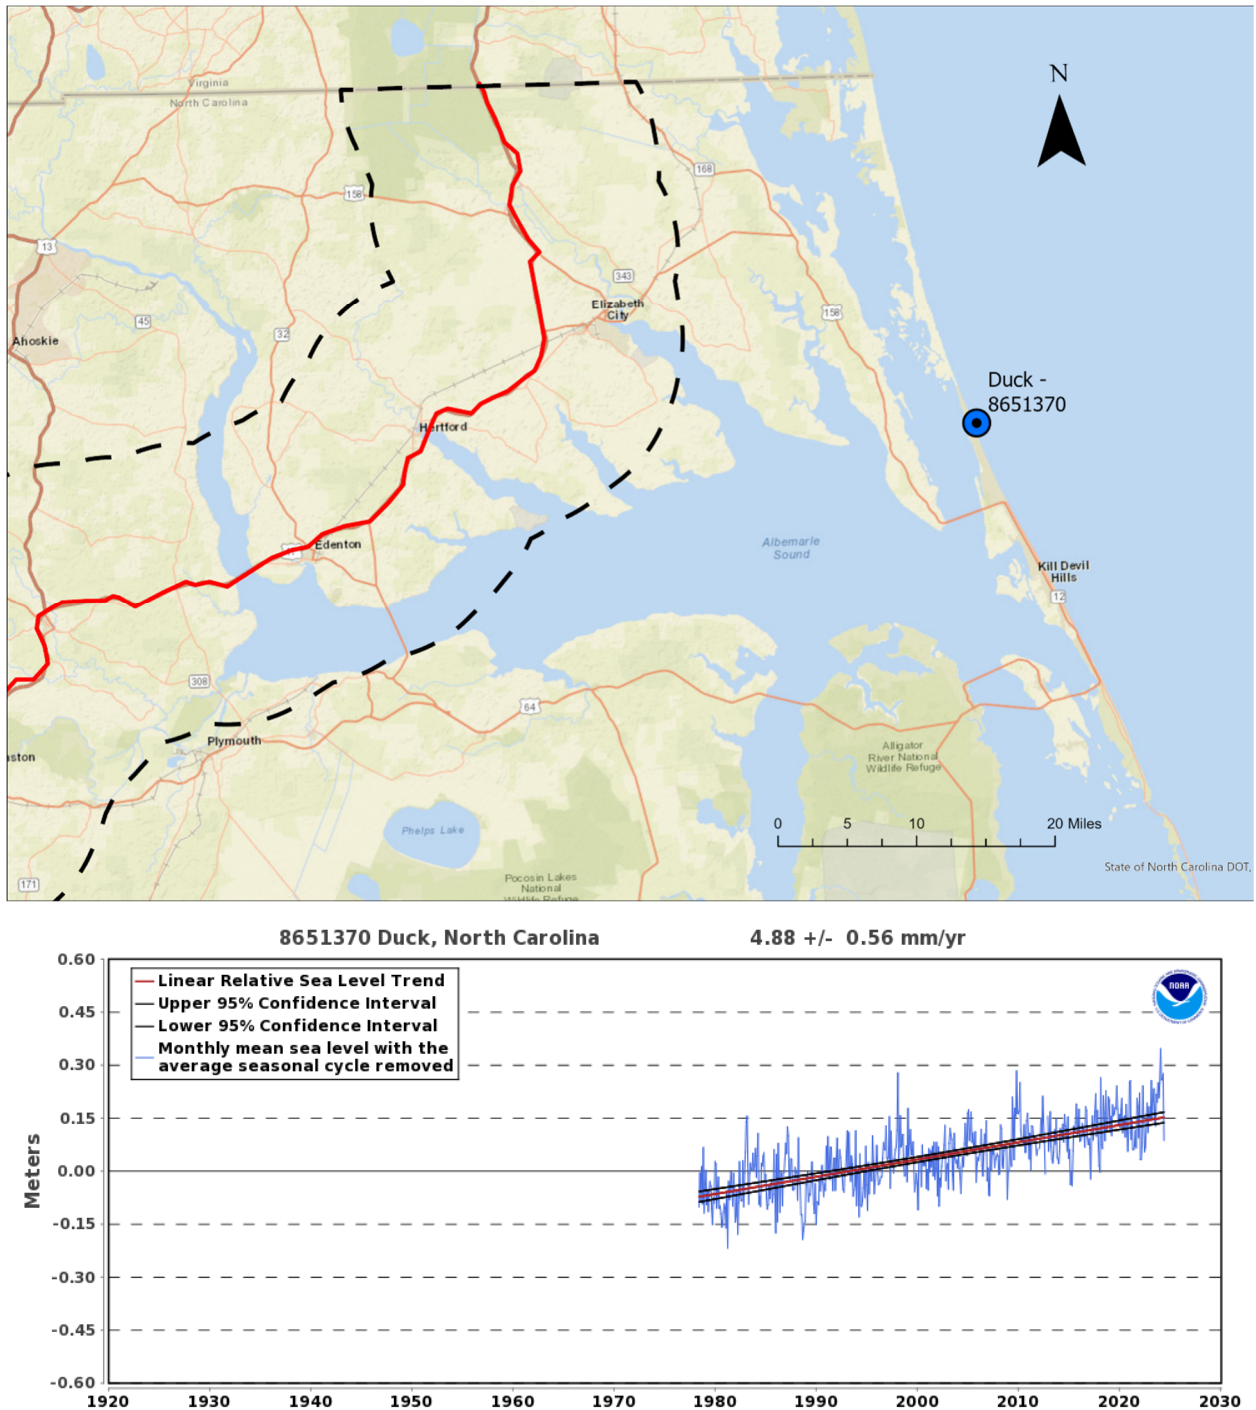 N
Virginia
North Carolina
168
158
13
343
Elizabeth
City
45
32
158
Ahoskie
Duck -
8651370
Hertford
Edenton
Albemarle
Sound
Kill Devil
Hills
12
308
64
Plymouth
Alligator
River National
Wildlife Refuge
Phelps Lake
0 5 10 20 Miles
State of North Carolina DOT,
171
Pocosin Lakes
National
Wildlife Refuge
8651370 Duck, North Carolina 4.88 +/- 0.56 mm/yr
Linear Relative Sea Level Trend
Upper 95% Confidence Interval
Lower 95% Confidence Interval
Monthly mean sea level with the
average seasonal cycle removed
NOAA
Meters
0.60
0.45
0.30
0.15
0.00
-0.15
-0.30
-0.45
-0.60
1920 1930 1940 1950 1960 1970 1980 1990 2000 2010 2020 2030